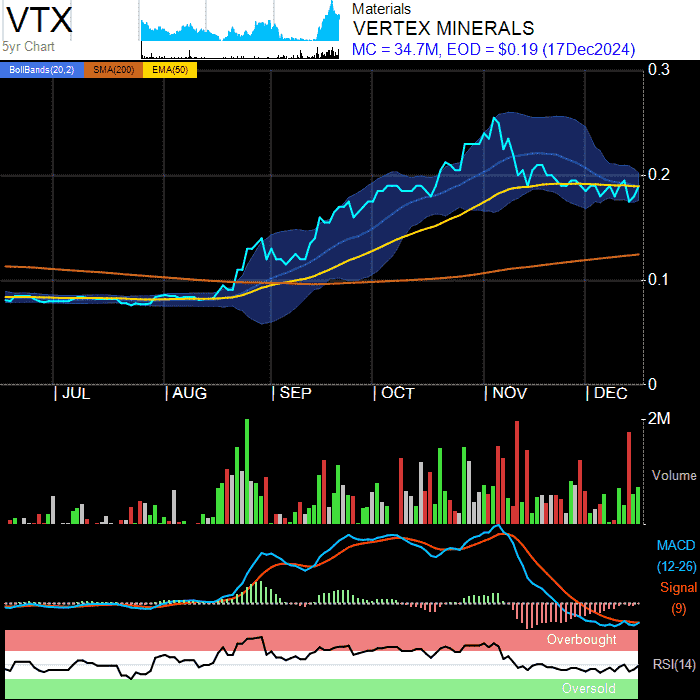 VTX
5yr Chart
Materials
VERTEX MINERALS
MC = 34.7M, EOD = $0.19 (17Dec2024)
BollBands(20,2) SMA(200) EMA(50)
0.3
0.2
0.1
0
| JUL | AUG | SEP | OCT | NOV | DEC
2M
Volume
MACD
(12-26)
Signal
(9)
Overbought
RSI(14)
Oversold